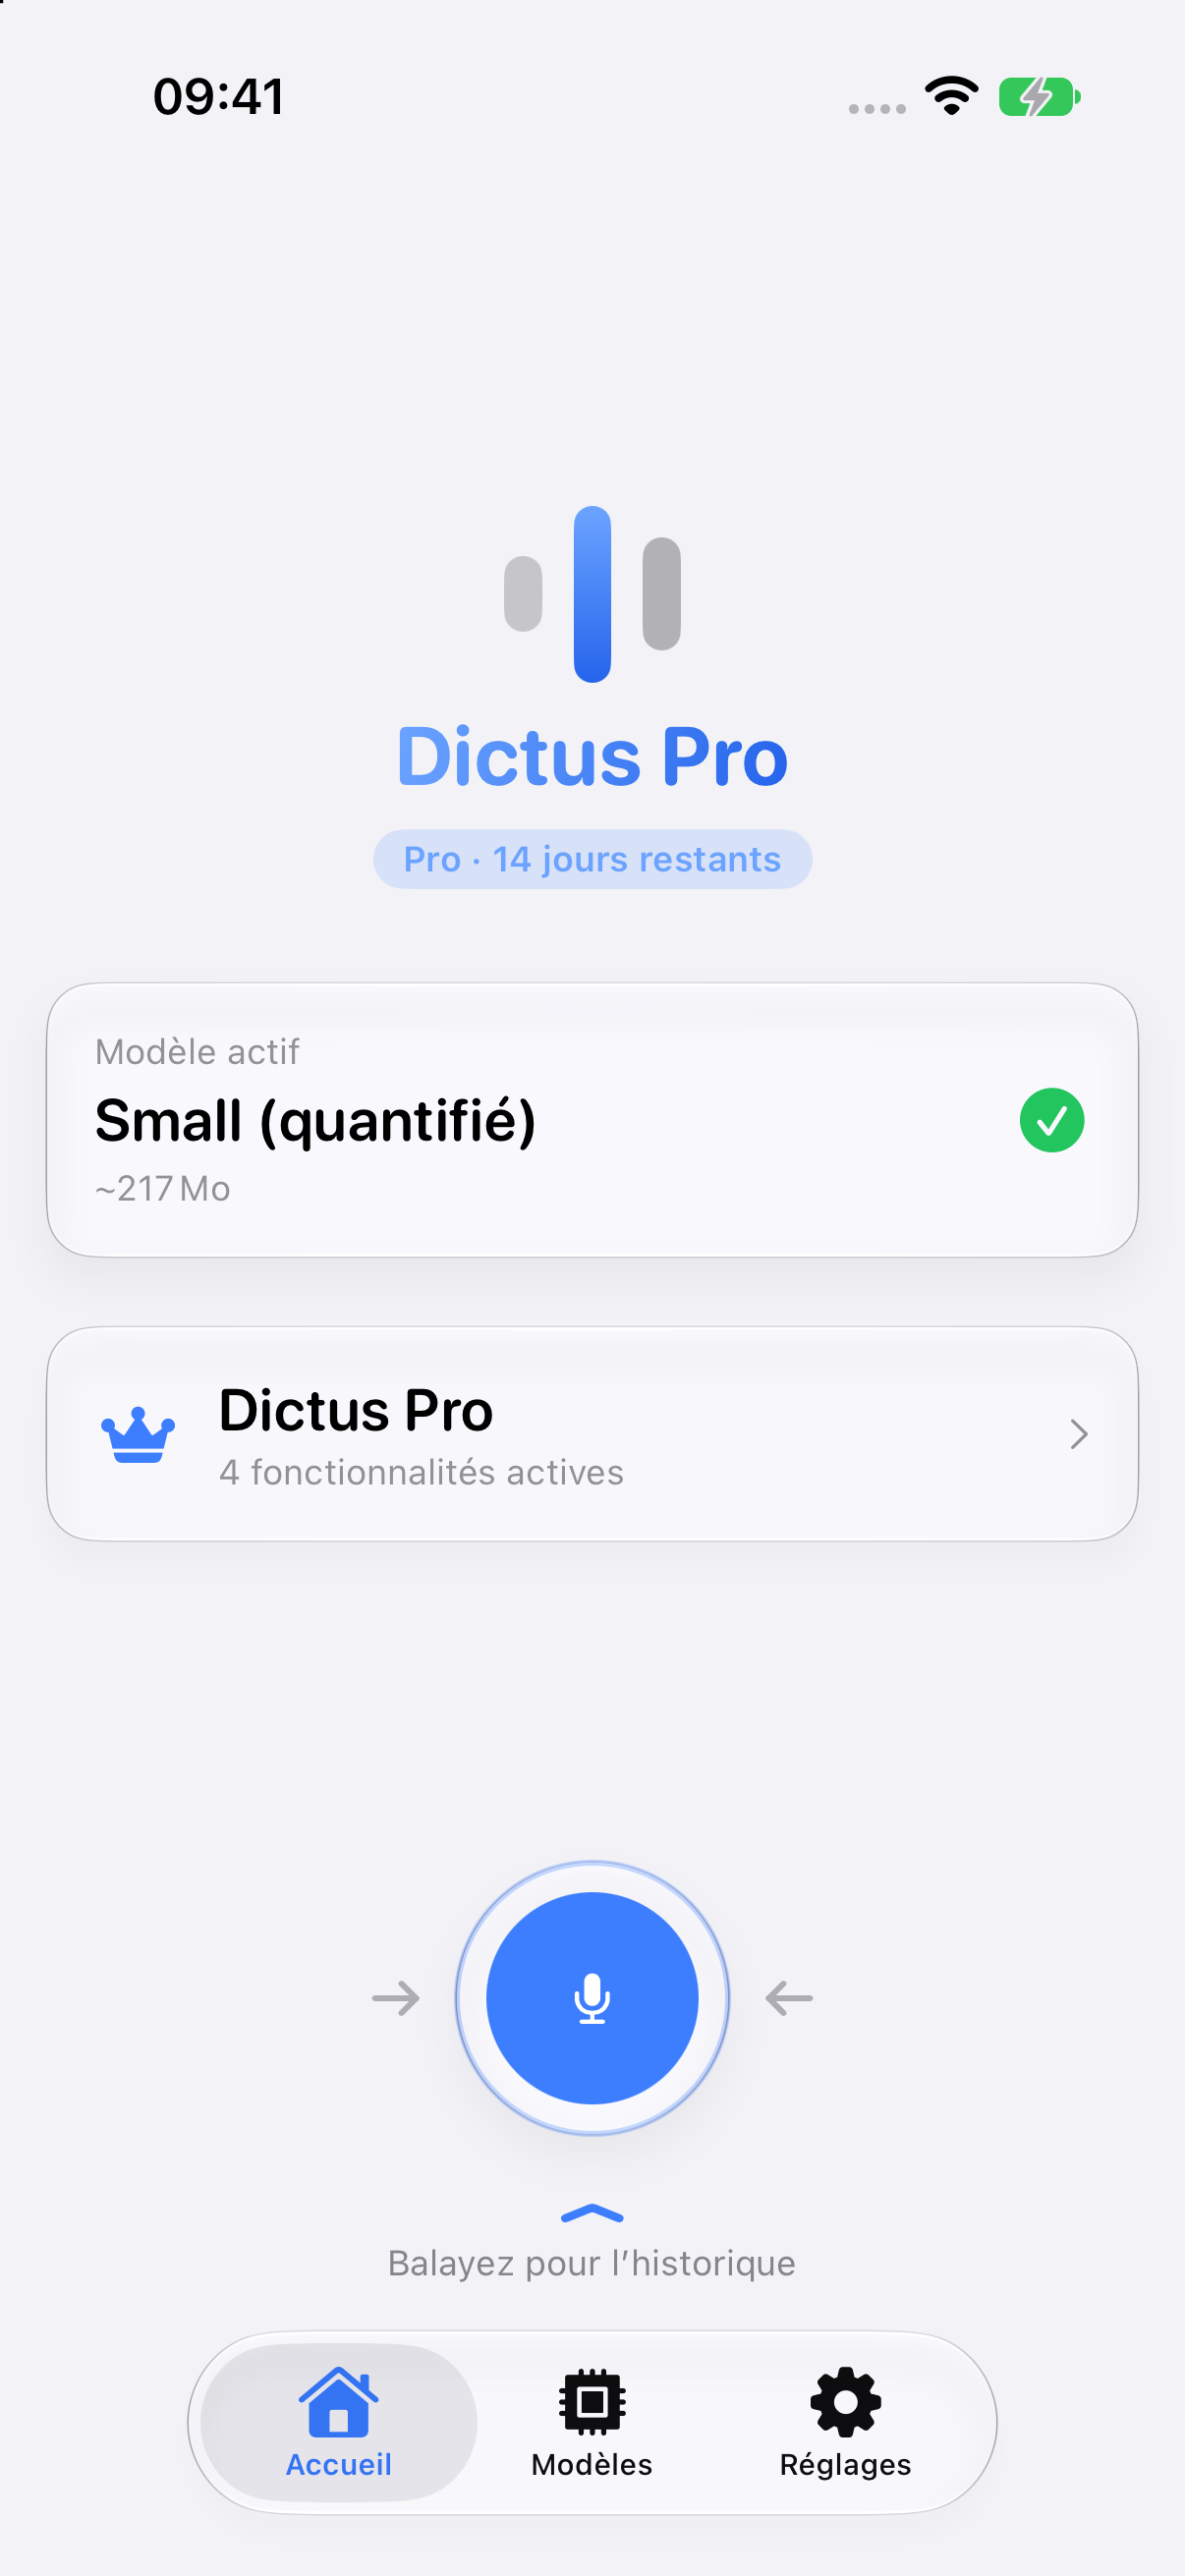 09:41
Dictus Pro
Pro · 14 jours restants
Modèle actif
Small (quantifié)
~217 Mo
Dictus Pro
4 fonctionnalités actives
Balayez pour l’historique
Accueil
Modèles
Réglages